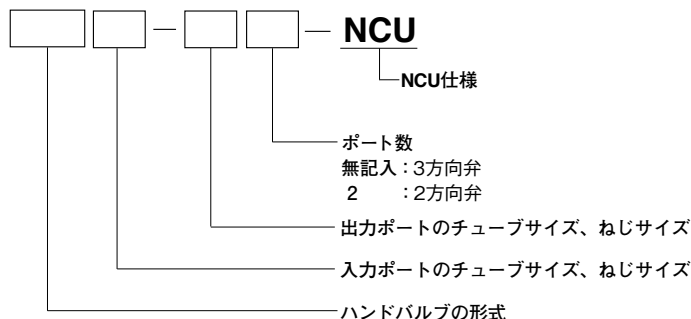 — — NCU
NCU仕様
ポート数
無記入：3方向弁
2　　：2方向弁
出力ポートのチューブサイズ、ねじサイズ
入力ポートのチューブサイズ、ねじサイズ
ハンドバルブの形式